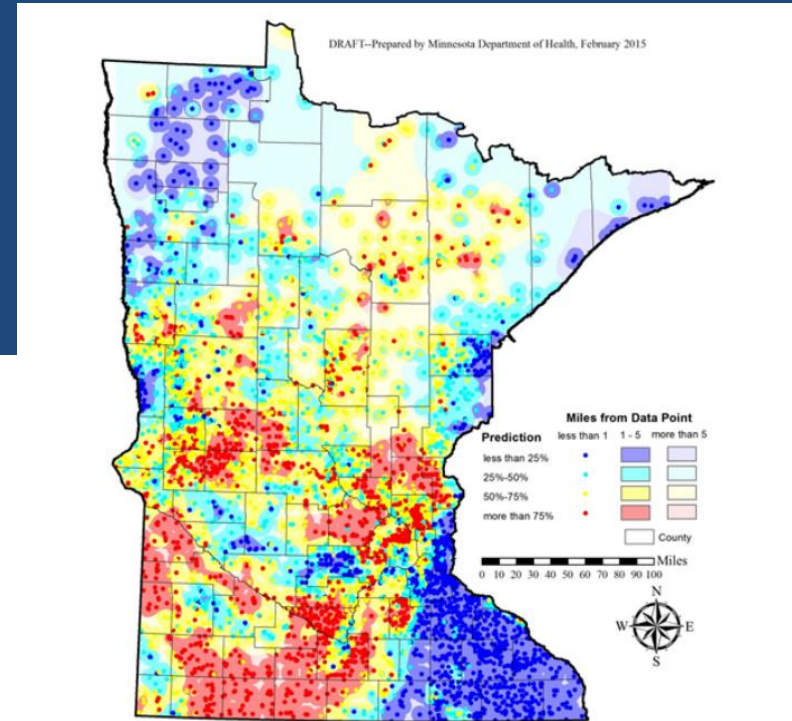 DRAFT--Prepared by Minnesota Department of Health, February 2015
Miles from Data Point
Prediction less than 1 1 - 5 more than 5
less than 25%
25%-50%
50%-75%
more than 75%
County
Miles
0 10 20 30 40 50 60 70 80 90 100
N
W E
S